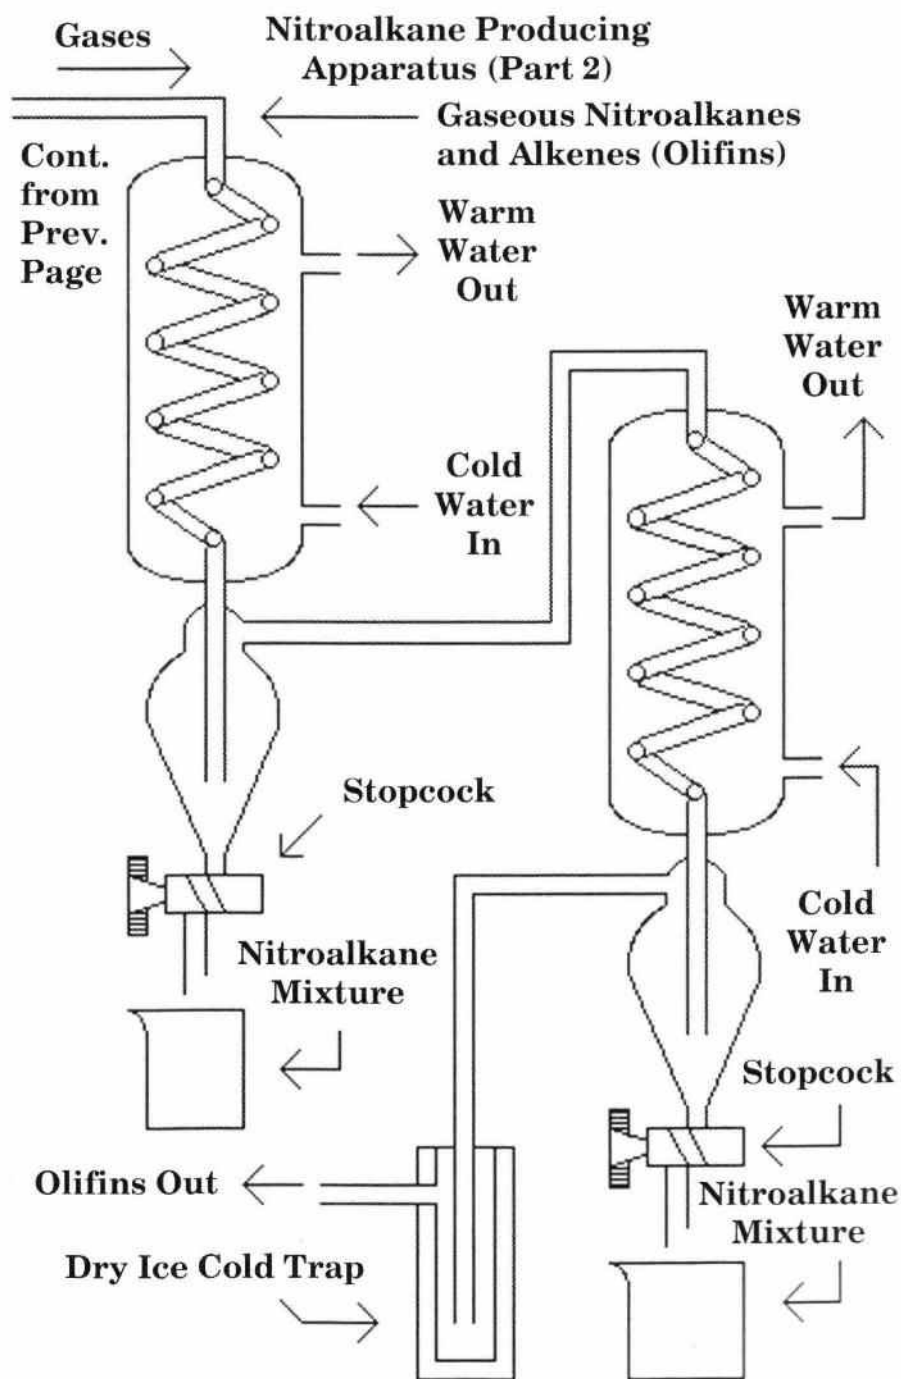 Gases
Nitroalkane Producing
Apparatus (Part 2)
Gaseous Nitroalkanes
and Alkenes (Olifins)
Cont.
from
Prev.
Page
Warm
Water
Out
Warm
Water
Out
Cold
Water
In
Stopcock
Cold
Water
In
Nitroalkane
Mixture
Stopcock
Olifins Out
Nitroalkane
Mixture
Dry Ice Cold Trap